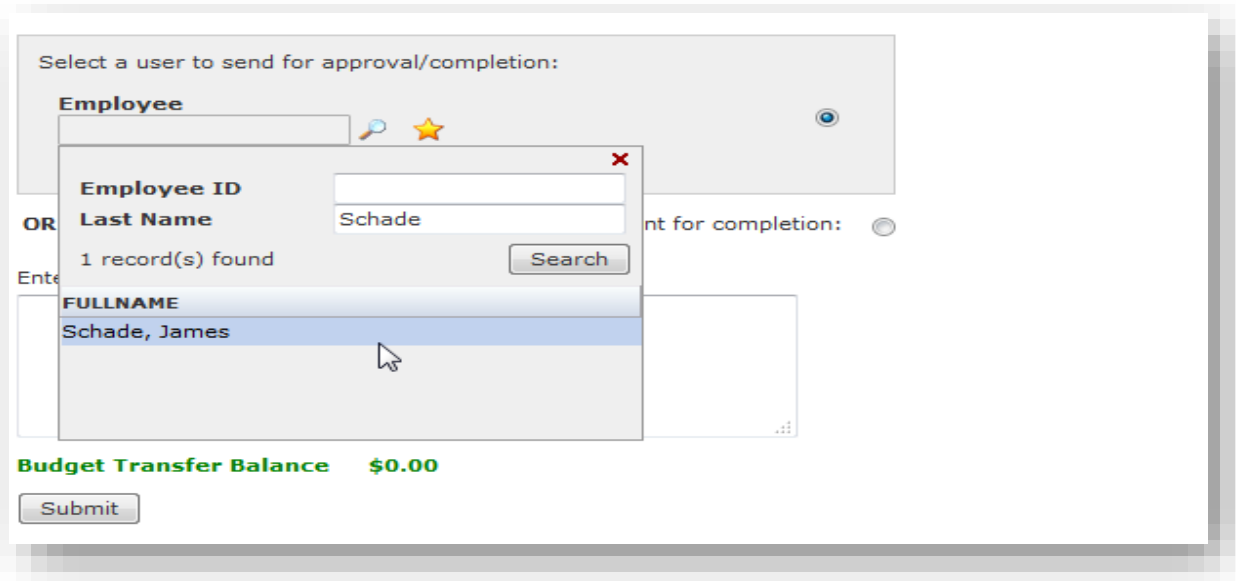 Select a user to send for approval/completion:
Employee
Employee ID
Last Name Schade
OR nt for completion:
1 record(s) found Search
Ente
FULLNAME
Schade, James
Budget Transfer Balance $0.00
Submit